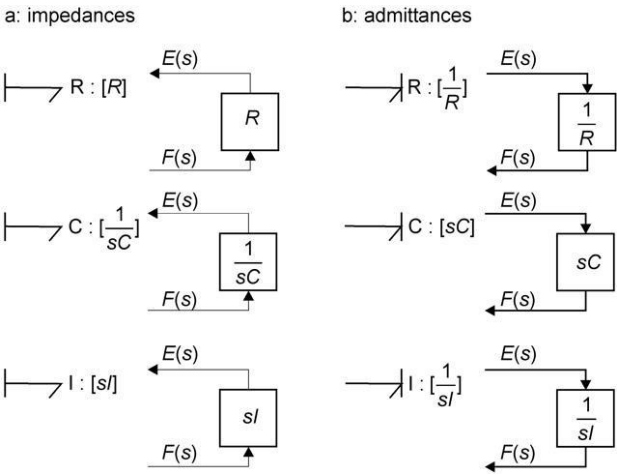 a: impedances
E(s)
R : [R]
R
F(s)
E(s)
C : [1/sC]
1/sC
F(s)
E(s)
I : [sI]
sI
F(s)
b: admittances
E(s)
R : [1/R]
1/R
F(s)
E(s)
C : [sC]
sC
F(s)
E(s)
I : [1/sI]
1/sI
F(s)